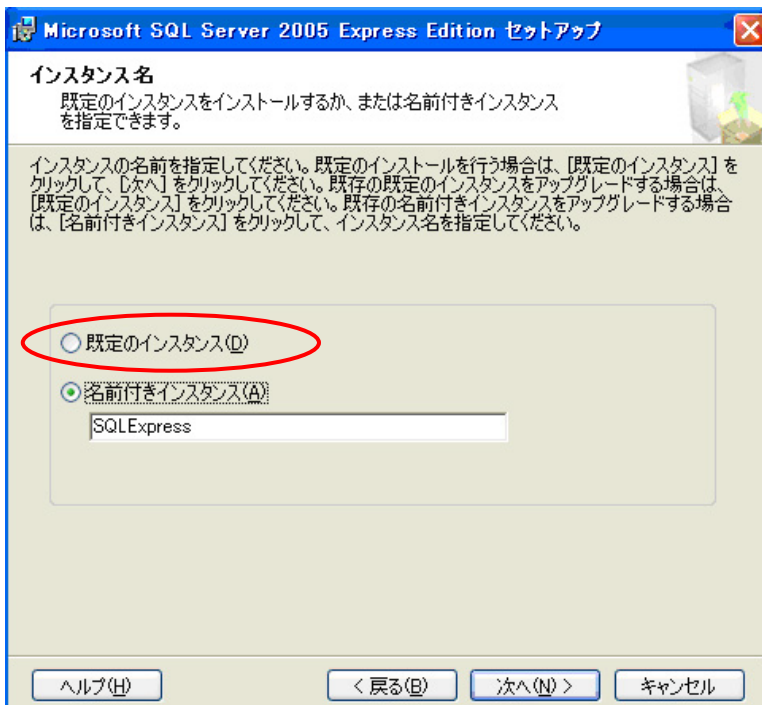 Microsoft SQL Server 2005 Express Edition セットアップ
インスタンス名
既定のインスタンスをインストールするか、または名前付きインスタンス
を指定できます。
インスタンスの名前を指定してください。既定のインストールを行う場合は、[既定のインスタンス] を
クリックして、[次へ] をクリックしてください。既存の既定のインスタンスをアップグレードする場合は、
[既定のインスタンス] をクリックしてください。既存の名前付きインスタンスをアップグレードする場合
は、[名前付きインスタンス] をクリックして、インスタンス名を指定してください。
既定のインスタンス(D)
名前付きインスタンス(A)
SQLExpress
ヘルプ(H)
< 戻る(B)
次へ(N) >
キャンセル